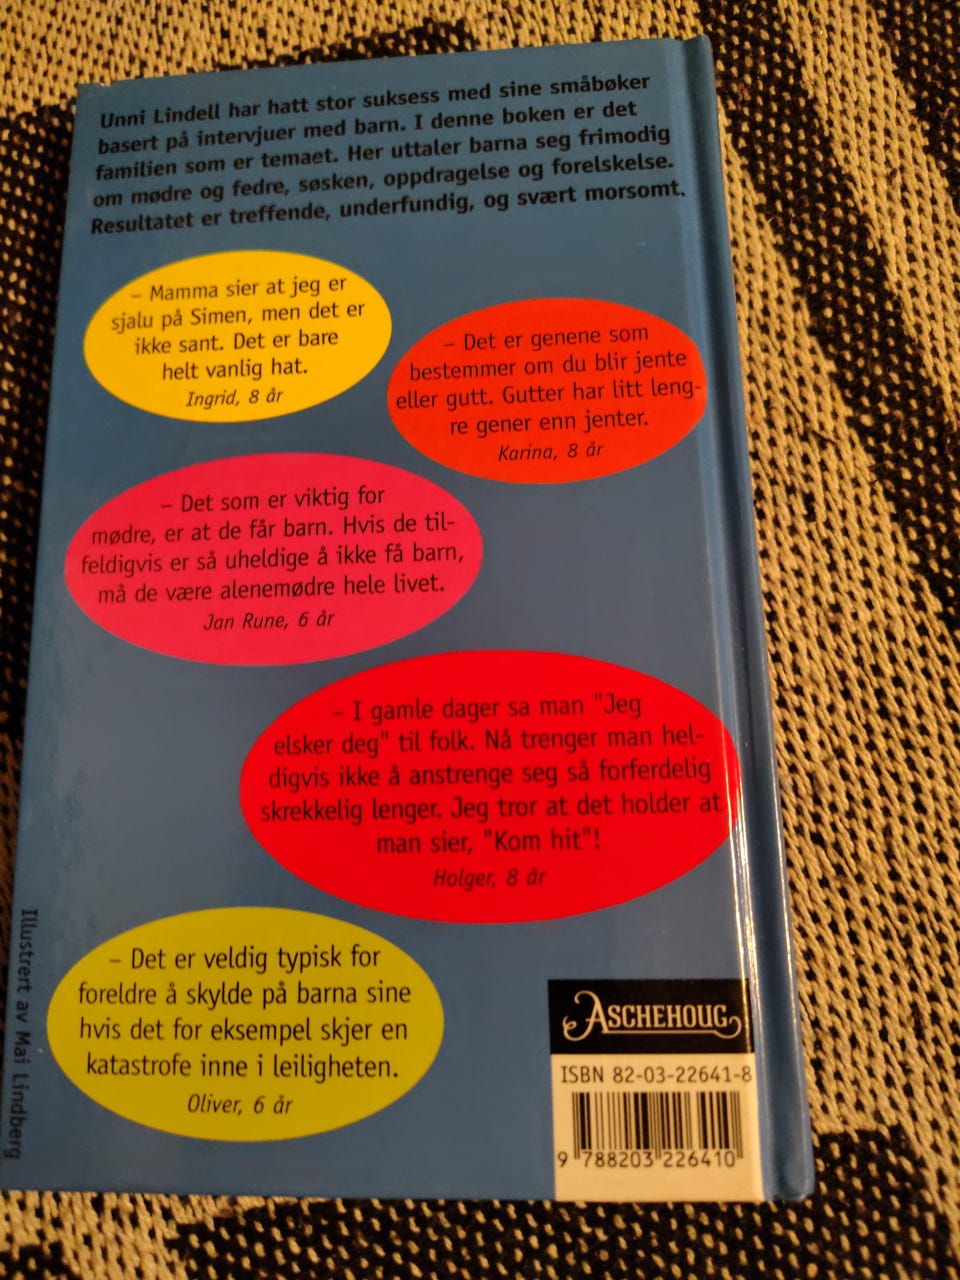 Unni Lindell har hatt stor suksess med sine småbøker
basert på intervjuer med barn. I denne boken er det
familien som er temaet. Her uttaler barna seg frimodig
om mødre og fedre, søsken, oppdragelse og forelskelse.
Resultatet er treffende, underfundig, og svært morsomt.
– Mamma sier at jeg er
sjalu på Simen, men det er
ikke sant. Det er bare
helt vanlig hat.
Ingrid, 8 år
– Det er genene som
bestemmer om du blir jente
eller gutt. Gutter har litt leng-
re gener enn jenter.
Karina, 8 år
– Det som er viktig for
mødre, er at de får barn. Hvis de til-
feldigvis er så uheldige å ikke få barn,
må de være alenemødre hele livet.
Jan Rune, 6 år
– I gamle dager sa man "Jeg
elsker deg" til folk. Nå trenger man hel-
digvis ikke å anstrenge seg så forferdelig
skrekkelig lenger. Jeg tror at det holder at
man sier, "Kom hit"!
Holger, 8 år
– Det er veldig typisk for
foreldre å skylde på barna sine
hvis det for eksempel skjer en
katastrofe inne i leiligheten.
Oliver, 6 år
Illustrert av Mai Lindberg
ASCHEHOUG
ISBN 82-03-22641-8
9 788203 226410